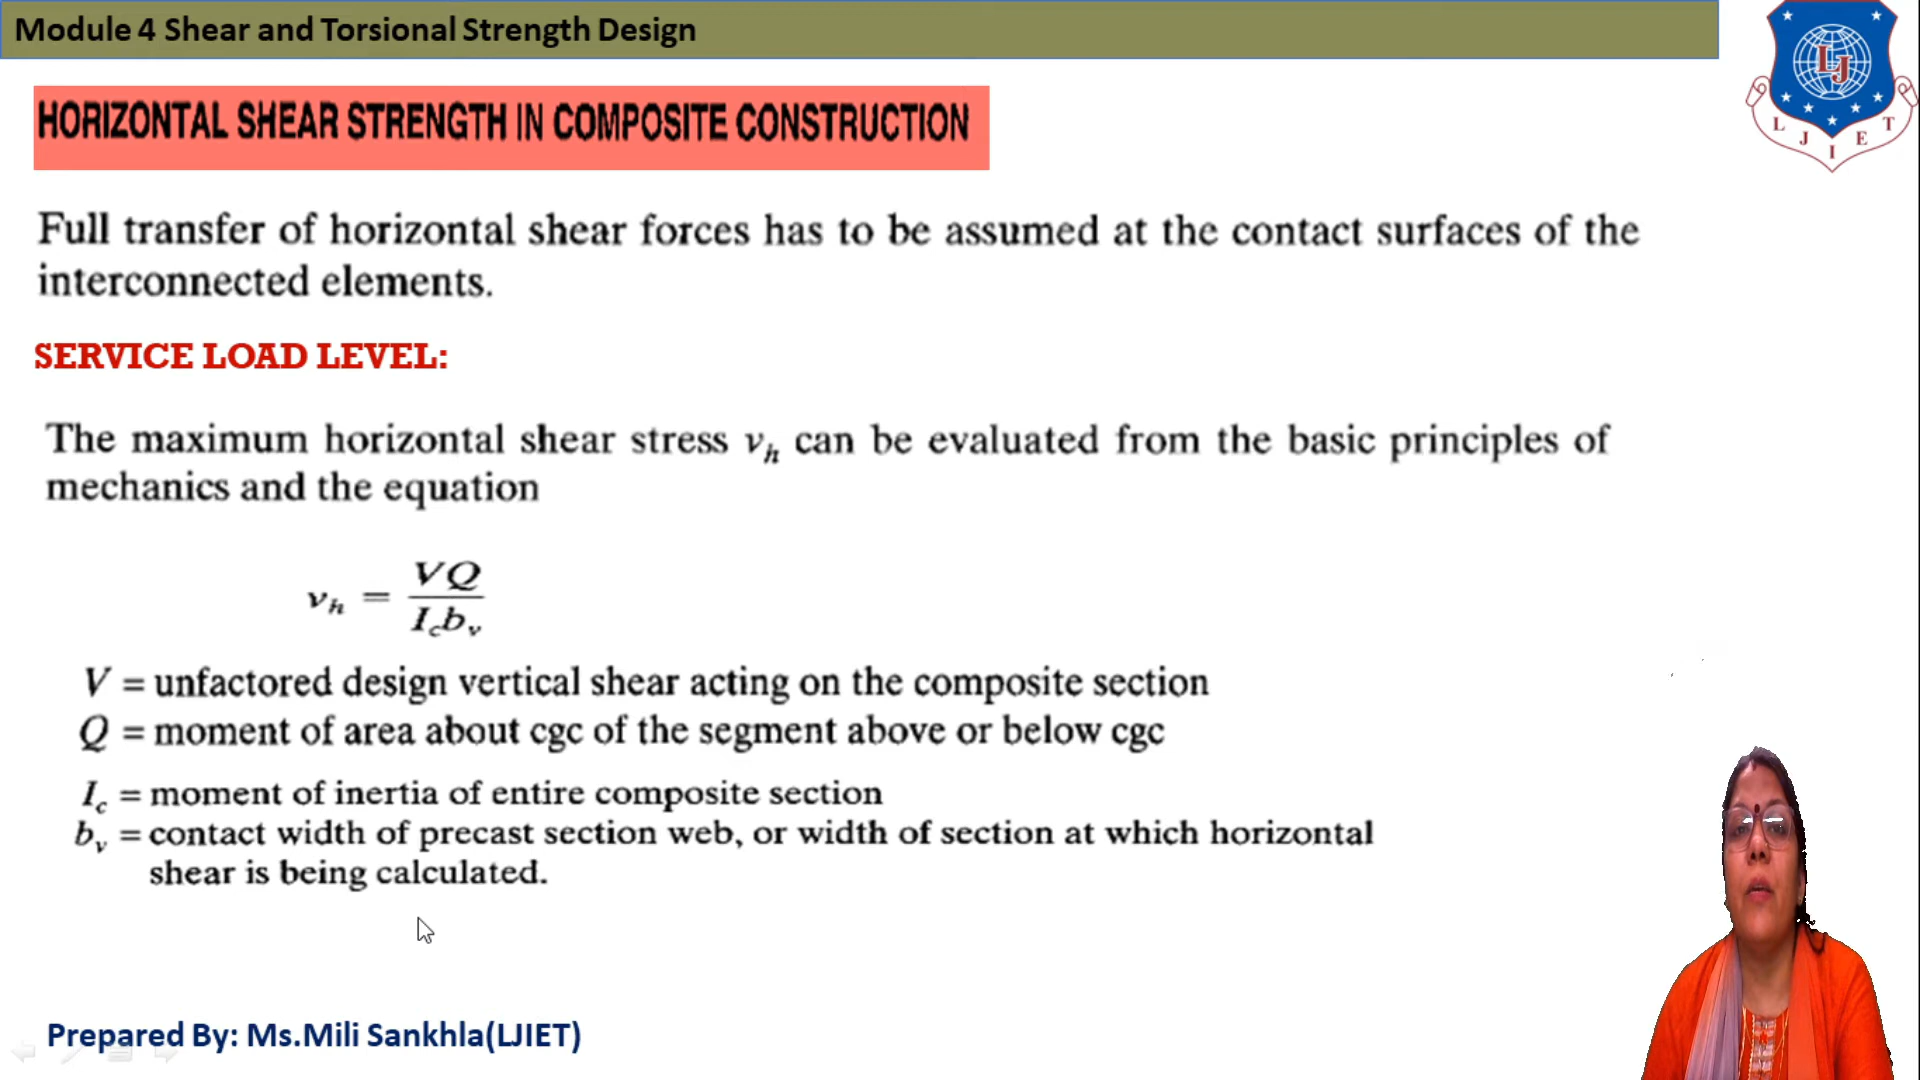 Module 4 Shear and Torsional Strength Design
HORIZONTAL SHEAR STRENGTH IN COMPOSITE CONSTRUCTION
LJ
L J I E T
Full transfer of horizontal shear forces has to be assumed at the contact surfaces of the
interconnected elements.
SERVICE LOAD LEVEL:
The maximum horizontal shear stress v_h can be evaluated from the basic principles of
mechanics and the equation
v_h = VQ / I_c b_v
V = unfactored design vertical shear acting on the composite section
Q = moment of area about cgc of the segment above or below cgc
I_c = moment of inertia of entire composite section
b_v = contact width of precast section web, or width of section at which horizontal
shear is being calculated.
Prepared By: Ms.Mili Sankhla(LJIET)